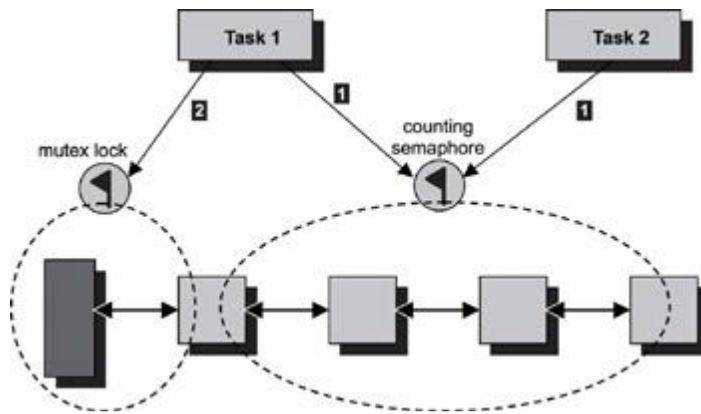 Task 1
Task 2
2
1
1
mutex lock
counting
semaphore